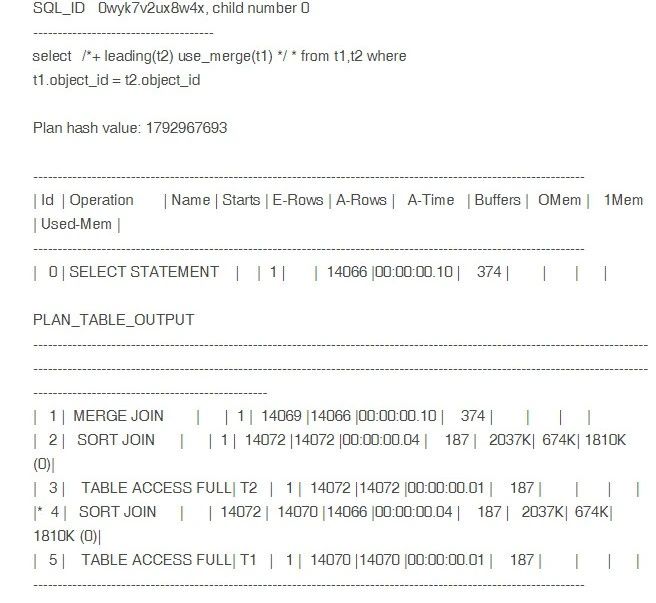 SQL_ID 0wyk7v2ux8w4x, child number 0
-------------------------------------
select /*+ leading(t2) use_merge(t1) */ * from t1,t2 where
t1.object_id = t2.object_id
Plan hash value: 1792967693
-----------------------------------------------------------------------------------------------------------------
| Id | Operation | Name | Starts | E-Rows | A-Rows | A-Time | Buffers | OMem | 1Mem
| Used-Mem |
-----------------------------------------------------------------------------------------------------------------
| 0 | SELECT STATEMENT | | 1 | | 14066 |00:00:00.10 | 374 | | | |
PLAN_TABLE_OUTPUT
------------------------------------------------------------------------------------------------------------------------------
------------------------------------------------------------------------------------------------------------------------------
------------------------------------------------
| 1 | MERGE JOIN | | 1 | 14069 |14066 |00:00:00.10 | 374 | | | |
| 2 | SORT JOIN | | 1 | 14072 |14072 |00:00:00.04 | 187 | 2037K| 674K| 1810K
(0)|
| 3 | TABLE ACCESS FULL| T2 | 1 | 14072 |14072 |00:00:00.01 | 187 | | | |
|* 4 | SORT JOIN | | 14072 | 14070 |14066 |00:00:00.04 | 187 | 2037K| 674K|
1810K (0)|
| 5 | TABLE ACCESS FULL| T1 | 1 | 14070 |14070 |00:00:00.01 | 187 | | | |
-----------------------------------------------------------------------------------------------------------------